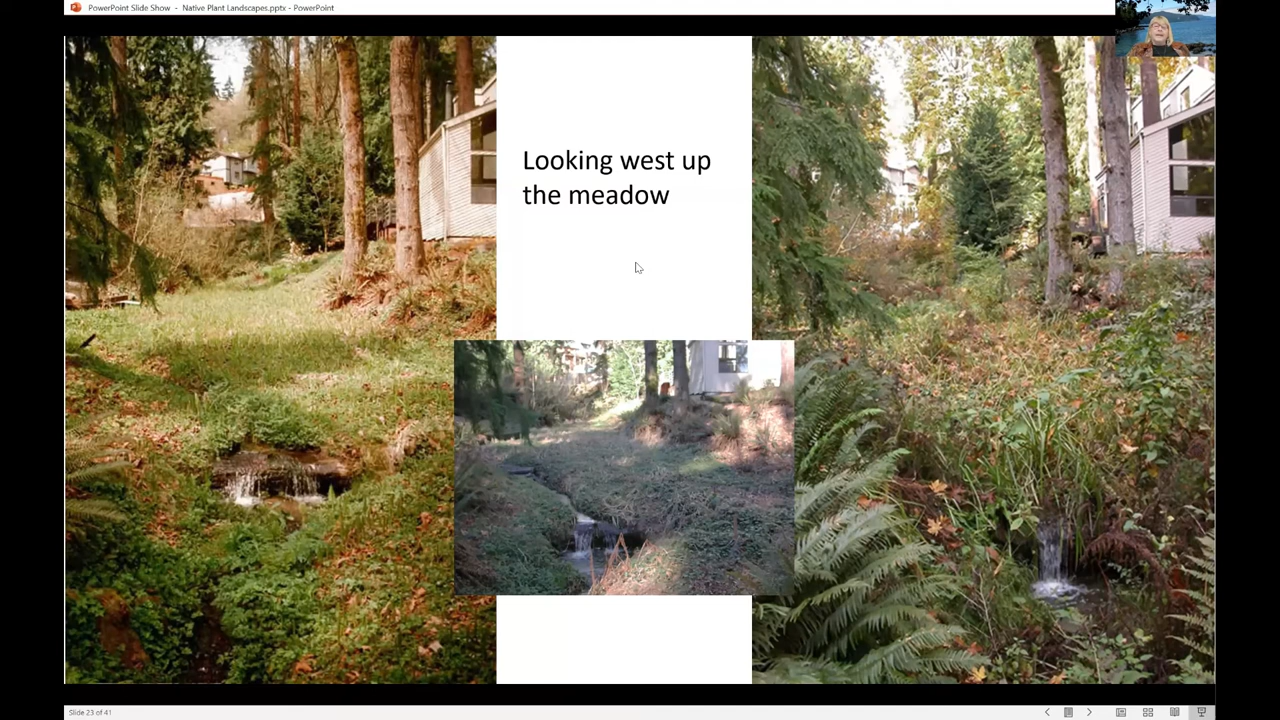 PowerPoint Slide Show - Native Plant Landscapes.pptx - PowerPoint
Looking west up
the meadow
Slide 23 of 41